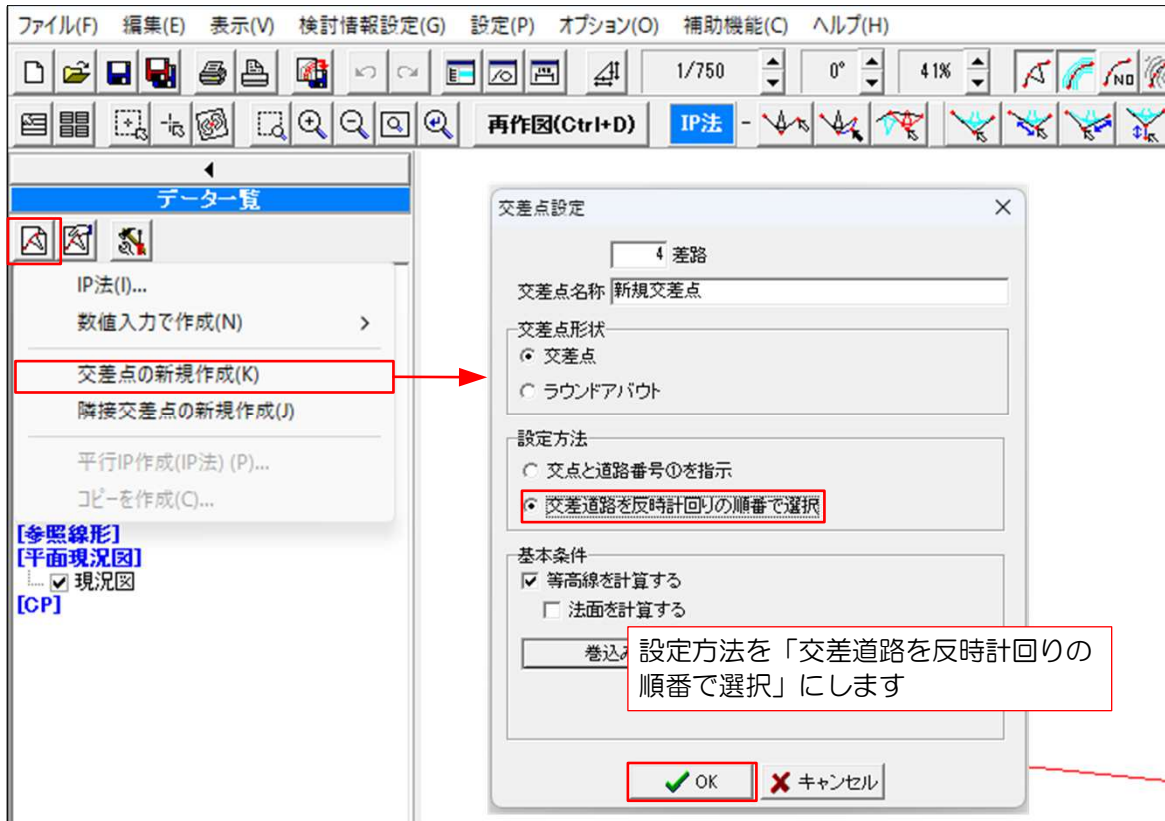 ファイル(F) 編集(E) 表示(V) 検討情報設定(G) 設定(P) オプション(O) 補助機能(C) ヘルプ(H)
1/750 0° 41%
NO
再作図(Ctrl+D) IP法 -
データ一覧
IP法(I)...
数値入力で作成(N)
交差点の新規作成(K)
隣接交差点の新規作成(J)
平行IP作成(IP法) (P)...
コピーを作成(C)...
[参照線形]
[平面現況図]
現況図
[CP]
交差点設定
4 差路
交差点名称 新規交差点
交差点形状
交差点
ラウンドアバウト
設定方法
交点と道路番号①を指示
交差道路を反時計回りの順番で選択
基本条件
等高線を計算する
法面を計算する
巻込み
設定方法を「交差道路を反時計回りの
順番で選択」にします
OK キャンセル